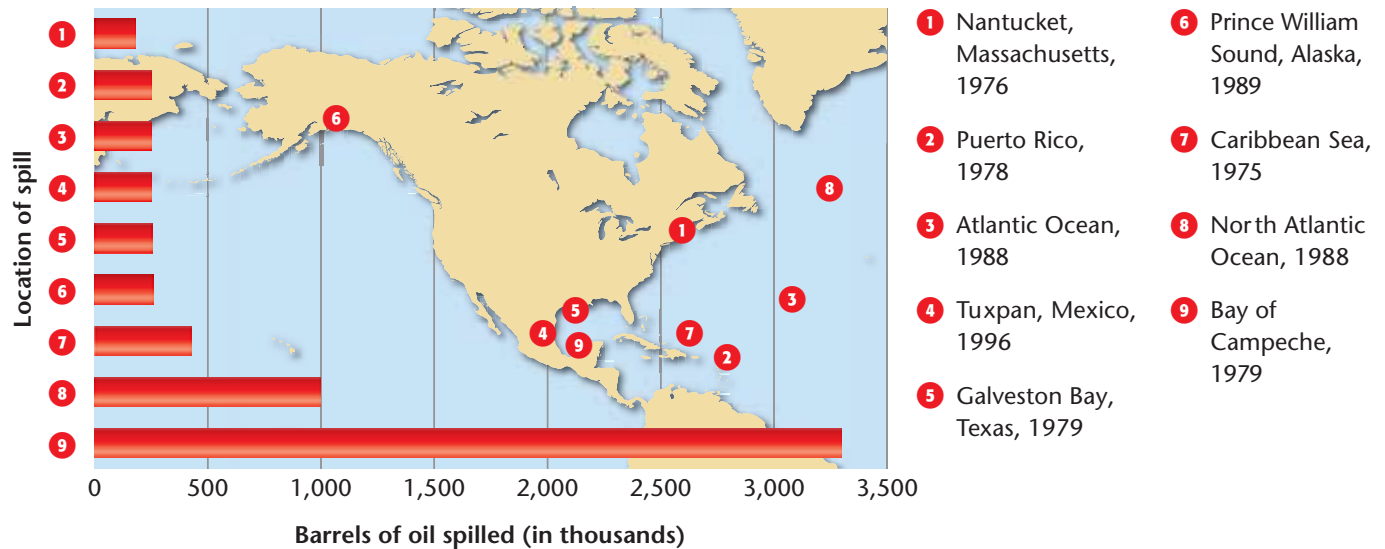 Location of spill
1
2
3
4
5
6
7
8
9
6
8
1
3
5
4
7
9
2
0 500 1,000 1,500 2,000 2,500 3,000 3,500
Barrels of oil spilled (in thousands)
1 Nantucket,
Massachusetts,
1976
2 Puerto Rico,
1978
3 Atlantic Ocean,
1988
4 Tuxpan, Mexico,
1996
5 Galveston Bay,
Texas, 1979
6 Prince William
Sound, Alaska,
1989
7 Caribbean Sea,
1975
8 North Atlantic
Ocean, 1988
9 Bay of
Campeche,
1979